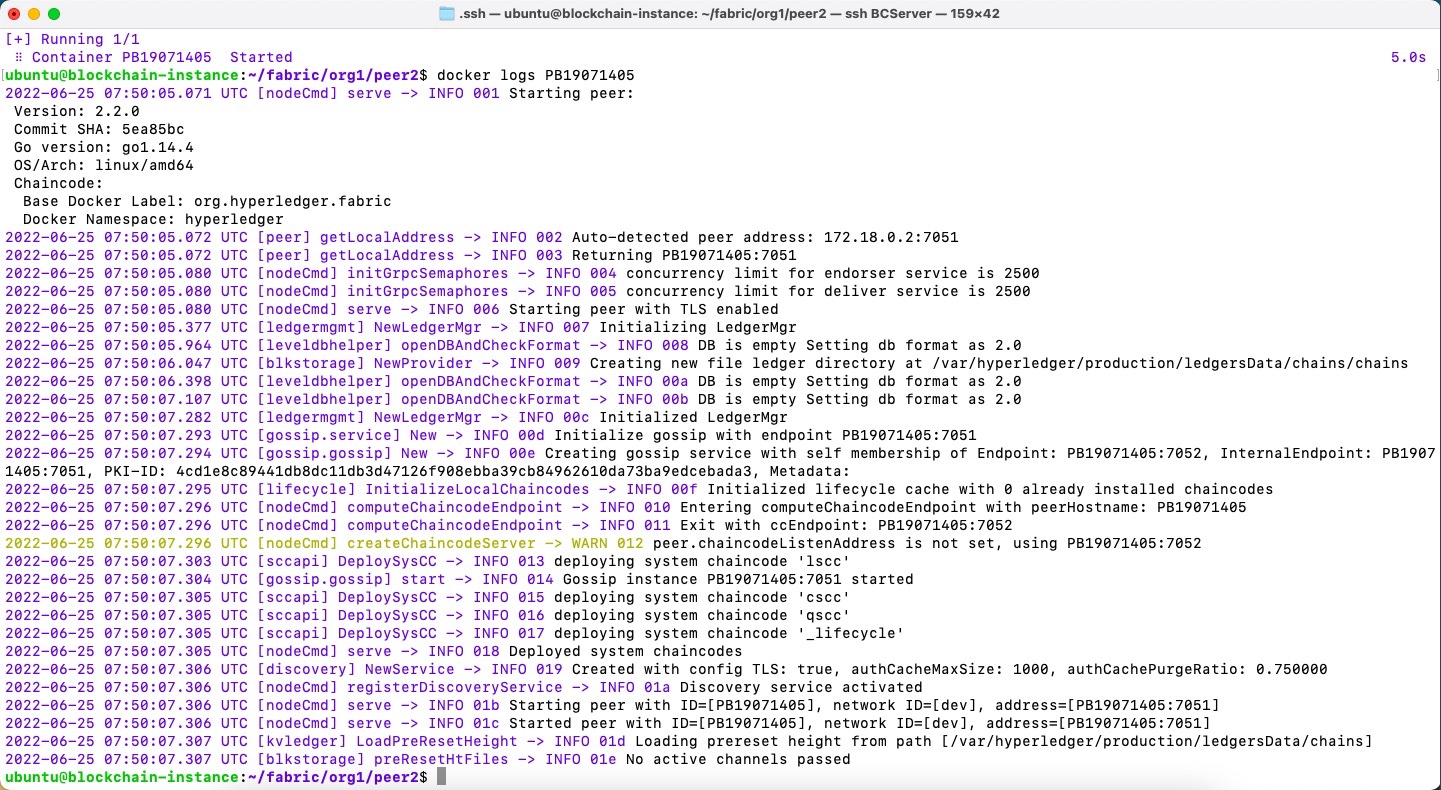 .ssh — ubuntu@blockchain-instance: ~/fabric/org1/peer2 — ssh BCServer — 159×42
[+] Running 1/1
⠿ Container PB19071405  Started 5.0s
ubuntu@blockchain-instance:~/fabric/org1/peer2$ docker logs PB19071405
2022-06-25 07:50:05.071 UTC [nodeCmd] serve -> INFO 001 Starting peer:
Version: 2.2.0
Commit SHA: 5ea85bc
Go version: go1.14.4
OS/Arch: linux/amd64
Chaincode:
Base Docker Label: org.hyperledger.fabric
Docker Namespace: hyperledger
2022-06-25 07:50:05.072 UTC [peer] getLocalAddress -> INFO 002 Auto-detected peer address: 172.18.0.2:7051
2022-06-25 07:50:05.072 UTC [peer] getLocalAddress -> INFO 003 Returning PB19071405:7051
2022-06-25 07:50:05.080 UTC [nodeCmd] initGrpcSemaphores -> INFO 004 concurrency limit for endorser service is 2500
2022-06-25 07:50:05.080 UTC [nodeCmd] initGrpcSemaphores -> INFO 005 concurrency limit for deliver service is 2500
2022-06-25 07:50:05.080 UTC [nodeCmd] serve -> INFO 006 Starting peer with TLS enabled
2022-06-25 07:50:05.377 UTC [ledgermgmt] NewLedgerMgr -> INFO 007 Initializing LedgerMgr
2022-06-25 07:50:05.964 UTC [leveldbhelper] openDBAndCheckFormat -> INFO 008 DB is empty Setting db format as 2.0
2022-06-25 07:50:06.047 UTC [blkstorage] NewProvider -> INFO 009 Creating new file ledger directory at /var/hyperledger/production/ledgersData/chains/chains
2022-06-25 07:50:06.398 UTC [leveldbhelper] openDBAndCheckFormat -> INFO 00a DB is empty Setting db format as 2.0
2022-06-25 07:50:07.107 UTC [leveldbhelper] openDBAndCheckFormat -> INFO 00b DB is empty Setting db format as 2.0
2022-06-25 07:50:07.282 UTC [ledgermgmt] NewLedgerMgr -> INFO 00c Initialized LedgerMgr
2022-06-25 07:50:07.293 UTC [gossip.service] New -> INFO 00d Initialize gossip with endpoint PB19071405:7051
2022-06-25 07:50:07.294 UTC [gossip.gossip] New -> INFO 00e Creating gossip service with self membership of Endpoint: PB19071405:7052, InternalEndpoint: PB1907
1405:7051, PKI-ID: 4cd1e8c89441db8dc11db3d47126f908ebba39cb84962610da73ba9edcebada3, Metadata:
2022-06-25 07:50:07.295 UTC [lifecycle] InitializeLocalChaincodes -> INFO 00f Initialized lifecycle cache with 0 already installed chaincodes
2022-06-25 07:50:07.296 UTC [nodeCmd] computeChaincodeEndpoint -> INFO 010 Entering computeChaincodeEndpoint with peerHostname: PB19071405
2022-06-25 07:50:07.296 UTC [nodeCmd] computeChaincodeEndpoint -> INFO 011 Exit with ccEndpoint: PB19071405:7052
2022-06-25 07:50:07.296 UTC [nodeCmd] createChaincodeServer -> WARN 012 peer.chaincodeListenAddress is not set, using PB19071405:7052
2022-06-25 07:50:07.303 UTC [sccapi] DeploySysCC -> INFO 013 deploying system chaincode 'lscc'
2022-06-25 07:50:07.304 UTC [gossip.gossip] start -> INFO 014 Gossip instance PB19071405:7051 started
2022-06-25 07:50:07.305 UTC [sccapi] DeploySysCC -> INFO 015 deploying system chaincode 'cscc'
2022-06-25 07:50:07.305 UTC [sccapi] DeploySysCC -> INFO 016 deploying system chaincode 'qscc'
2022-06-25 07:50:07.305 UTC [sccapi] DeploySysCC -> INFO 017 deploying system chaincode '_lifecycle'
2022-06-25 07:50:07.305 UTC [nodeCmd] serve -> INFO 018 Deployed system chaincodes
2022-06-25 07:50:07.306 UTC [discovery] NewService -> INFO 019 Created with config TLS: true, authCacheMaxSize: 1000, authCachePurgeRatio: 0.750000
2022-06-25 07:50:07.306 UTC [nodeCmd] registerDiscoveryService -> INFO 01a Discovery service activated
2022-06-25 07:50:07.306 UTC [nodeCmd] serve -> INFO 01b Starting peer with ID=[PB19071405], network ID=[dev], address=[PB19071405:7051]
2022-06-25 07:50:07.306 UTC [nodeCmd] serve -> INFO 01c Started peer with ID=[PB19071405], network ID=[dev], address=[PB19071405:7051]
2022-06-25 07:50:07.307 UTC [kvledger] LoadPreResetHeight -> INFO 01d Loading prereset height from path [/var/hyperledger/production/ledgersData/chains]
2022-06-25 07:50:07.307 UTC [blkstorage] preResetHtFiles -> INFO 01e No active channels passed
ubuntu@blockchain-instance:~/fabric/org1/peer2$